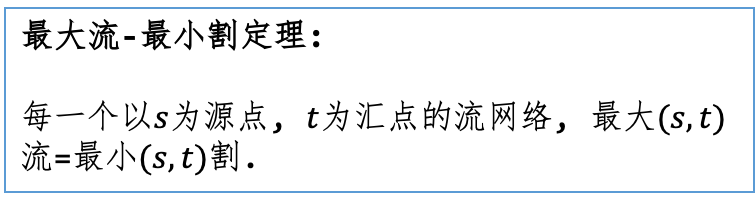 最大流-最小割定理：
每一个以s为源点，t为汇点的流网络，最大(s,t)
流=最小(s,t)割.